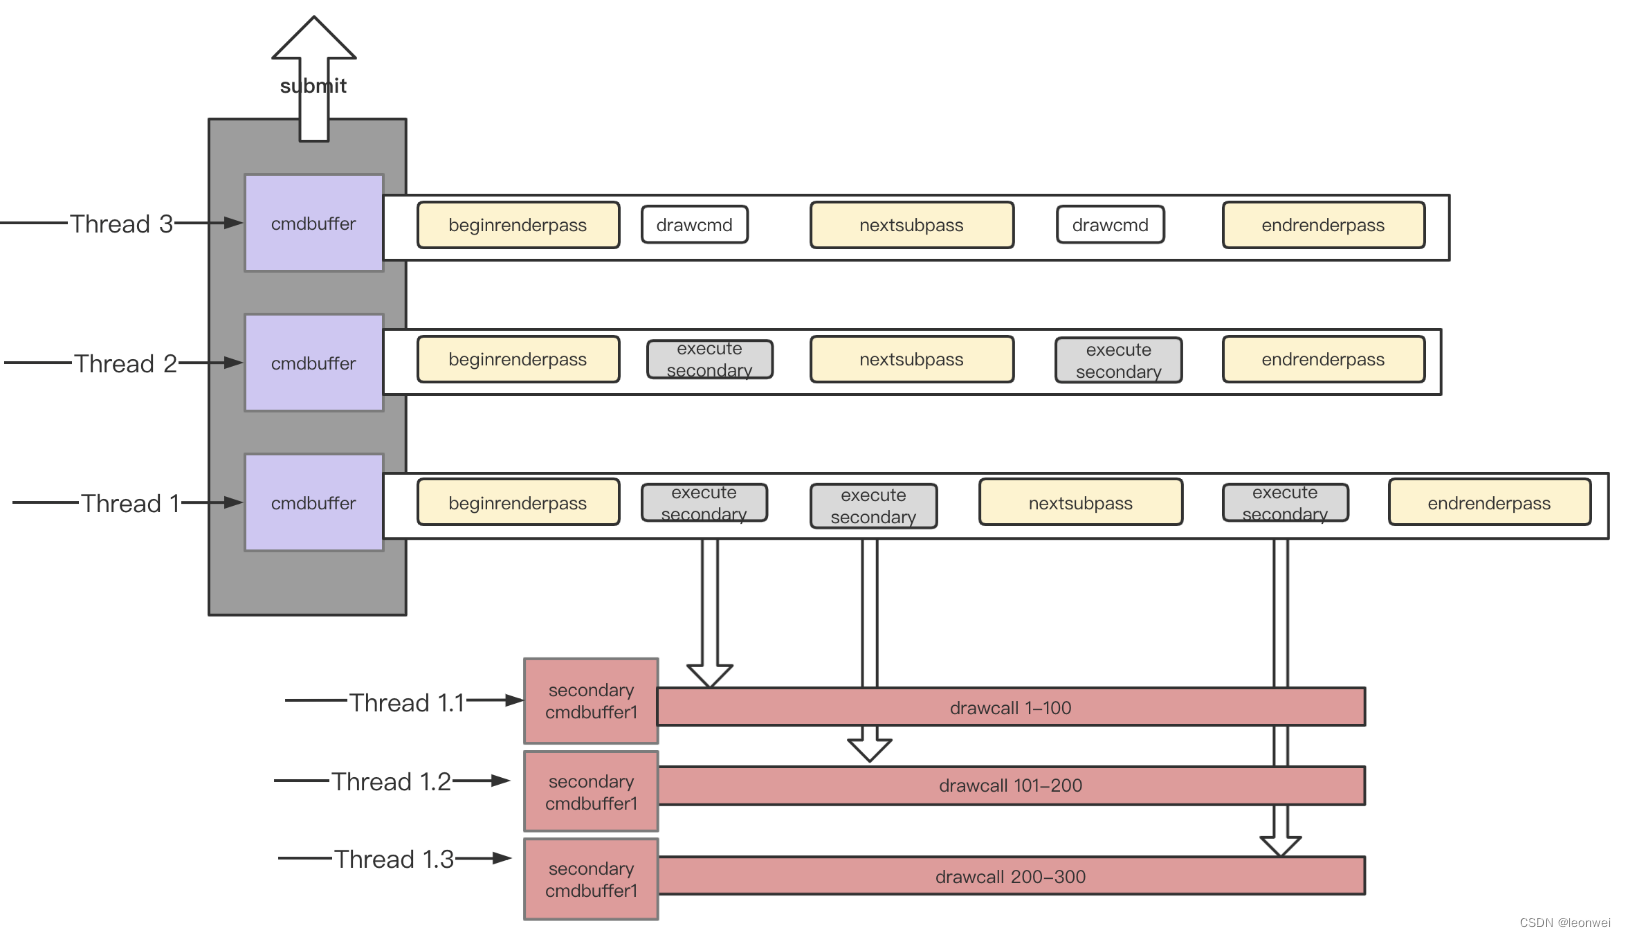 submit
Thread 3
cmdbuffer
beginrenderpass
drawcmd
nextsubpass
drawcmd
endrenderpass
Thread 2
cmdbuffer
beginrenderpass
execute
secondary
nextsubpass
execute
secondary
endrenderpass
Thread 1
cmdbuffer
beginrenderpass
execute
secondary
execute
secondary
nextsubpass
execute
secondary
endrenderpass
Thread 1.1
secondary
cmdbuffer1
drawcall 1–100
Thread 1.2
secondary
cmdbuffer1
drawcall 101–200
Thread 1.3
secondary
cmdbuffer1
drawcall 200–300
CSDN @leonwei